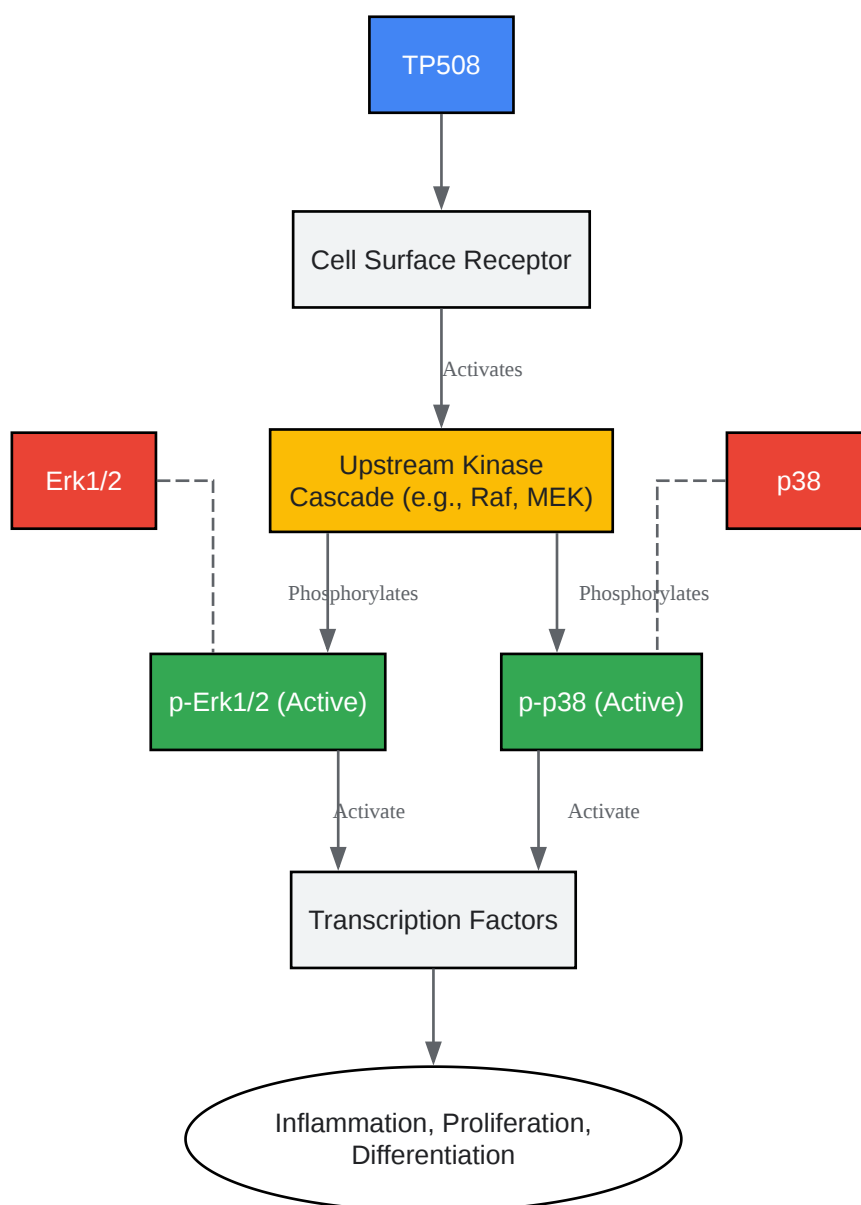 TP508
Cell Surface Receptor
Activates
Erk1/2
Upstream Kinase
Cascade (e.g., Raf, MEK)
p38
Phosphorylates
Phosphorylates
p-Erk1/2 (Active)
p-p38 (Active)
Activate
Activate
Transcription Factors
Inflammation, Proliferation,
Differentiation